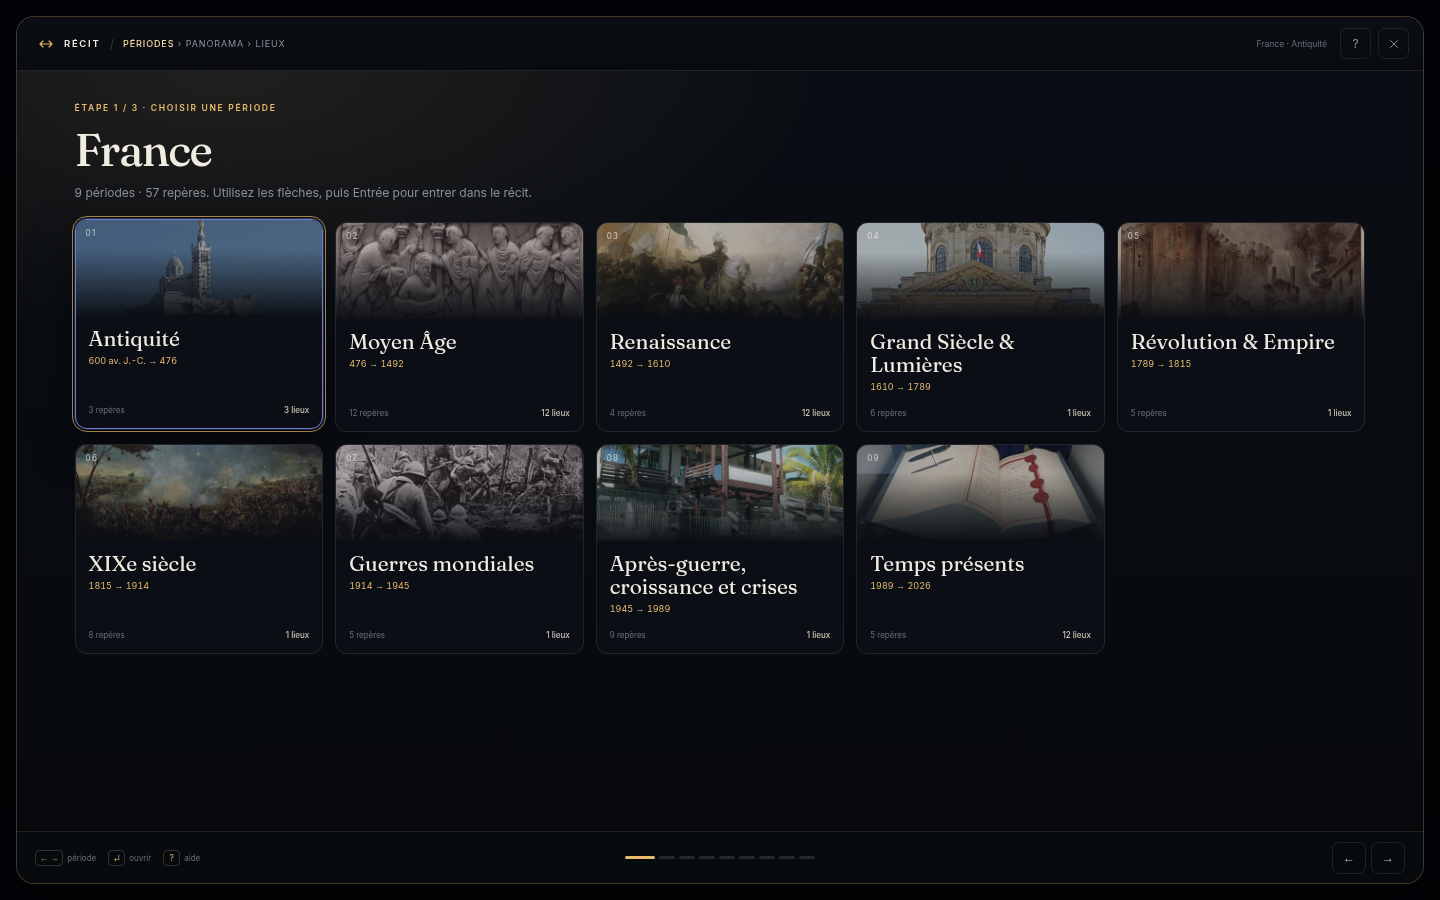 ↔ RÉCIT / PÉRIODES › PANORAMA › LIEUX
France · Antiquité ? ×
ÉTAPE 1 / 3 · CHOISIR UNE PÉRIODE
France
9 périodes · 57 repères. Utilisez les flèches, puis Entrée pour entrer dans le récit.
01
Antiquité
600 av. J.-C. → 476
3 repères 3 lieux
02
Moyen Âge
476 → 1492
12 repères 12 lieux
03
Renaissance
1492 → 1610
4 repères 12 lieux
04
Grand Siècle &
Lumières
1610 → 1789
6 repères 1 lieux
05
Révolution & Empire
1789 → 1815
5 repères 1 lieux
06
XIXe siècle
1815 → 1914
8 repères 1 lieux
07
Guerres mondiales
1914 → 1945
5 repères 1 lieux
08
Après-guerre,
croissance et crises
1945 → 1989
9 repères 1 lieux
09
Temps présents
1989 → 2026
5 repères 12 lieux
← → période ↵ ouvrir ? aide
← →